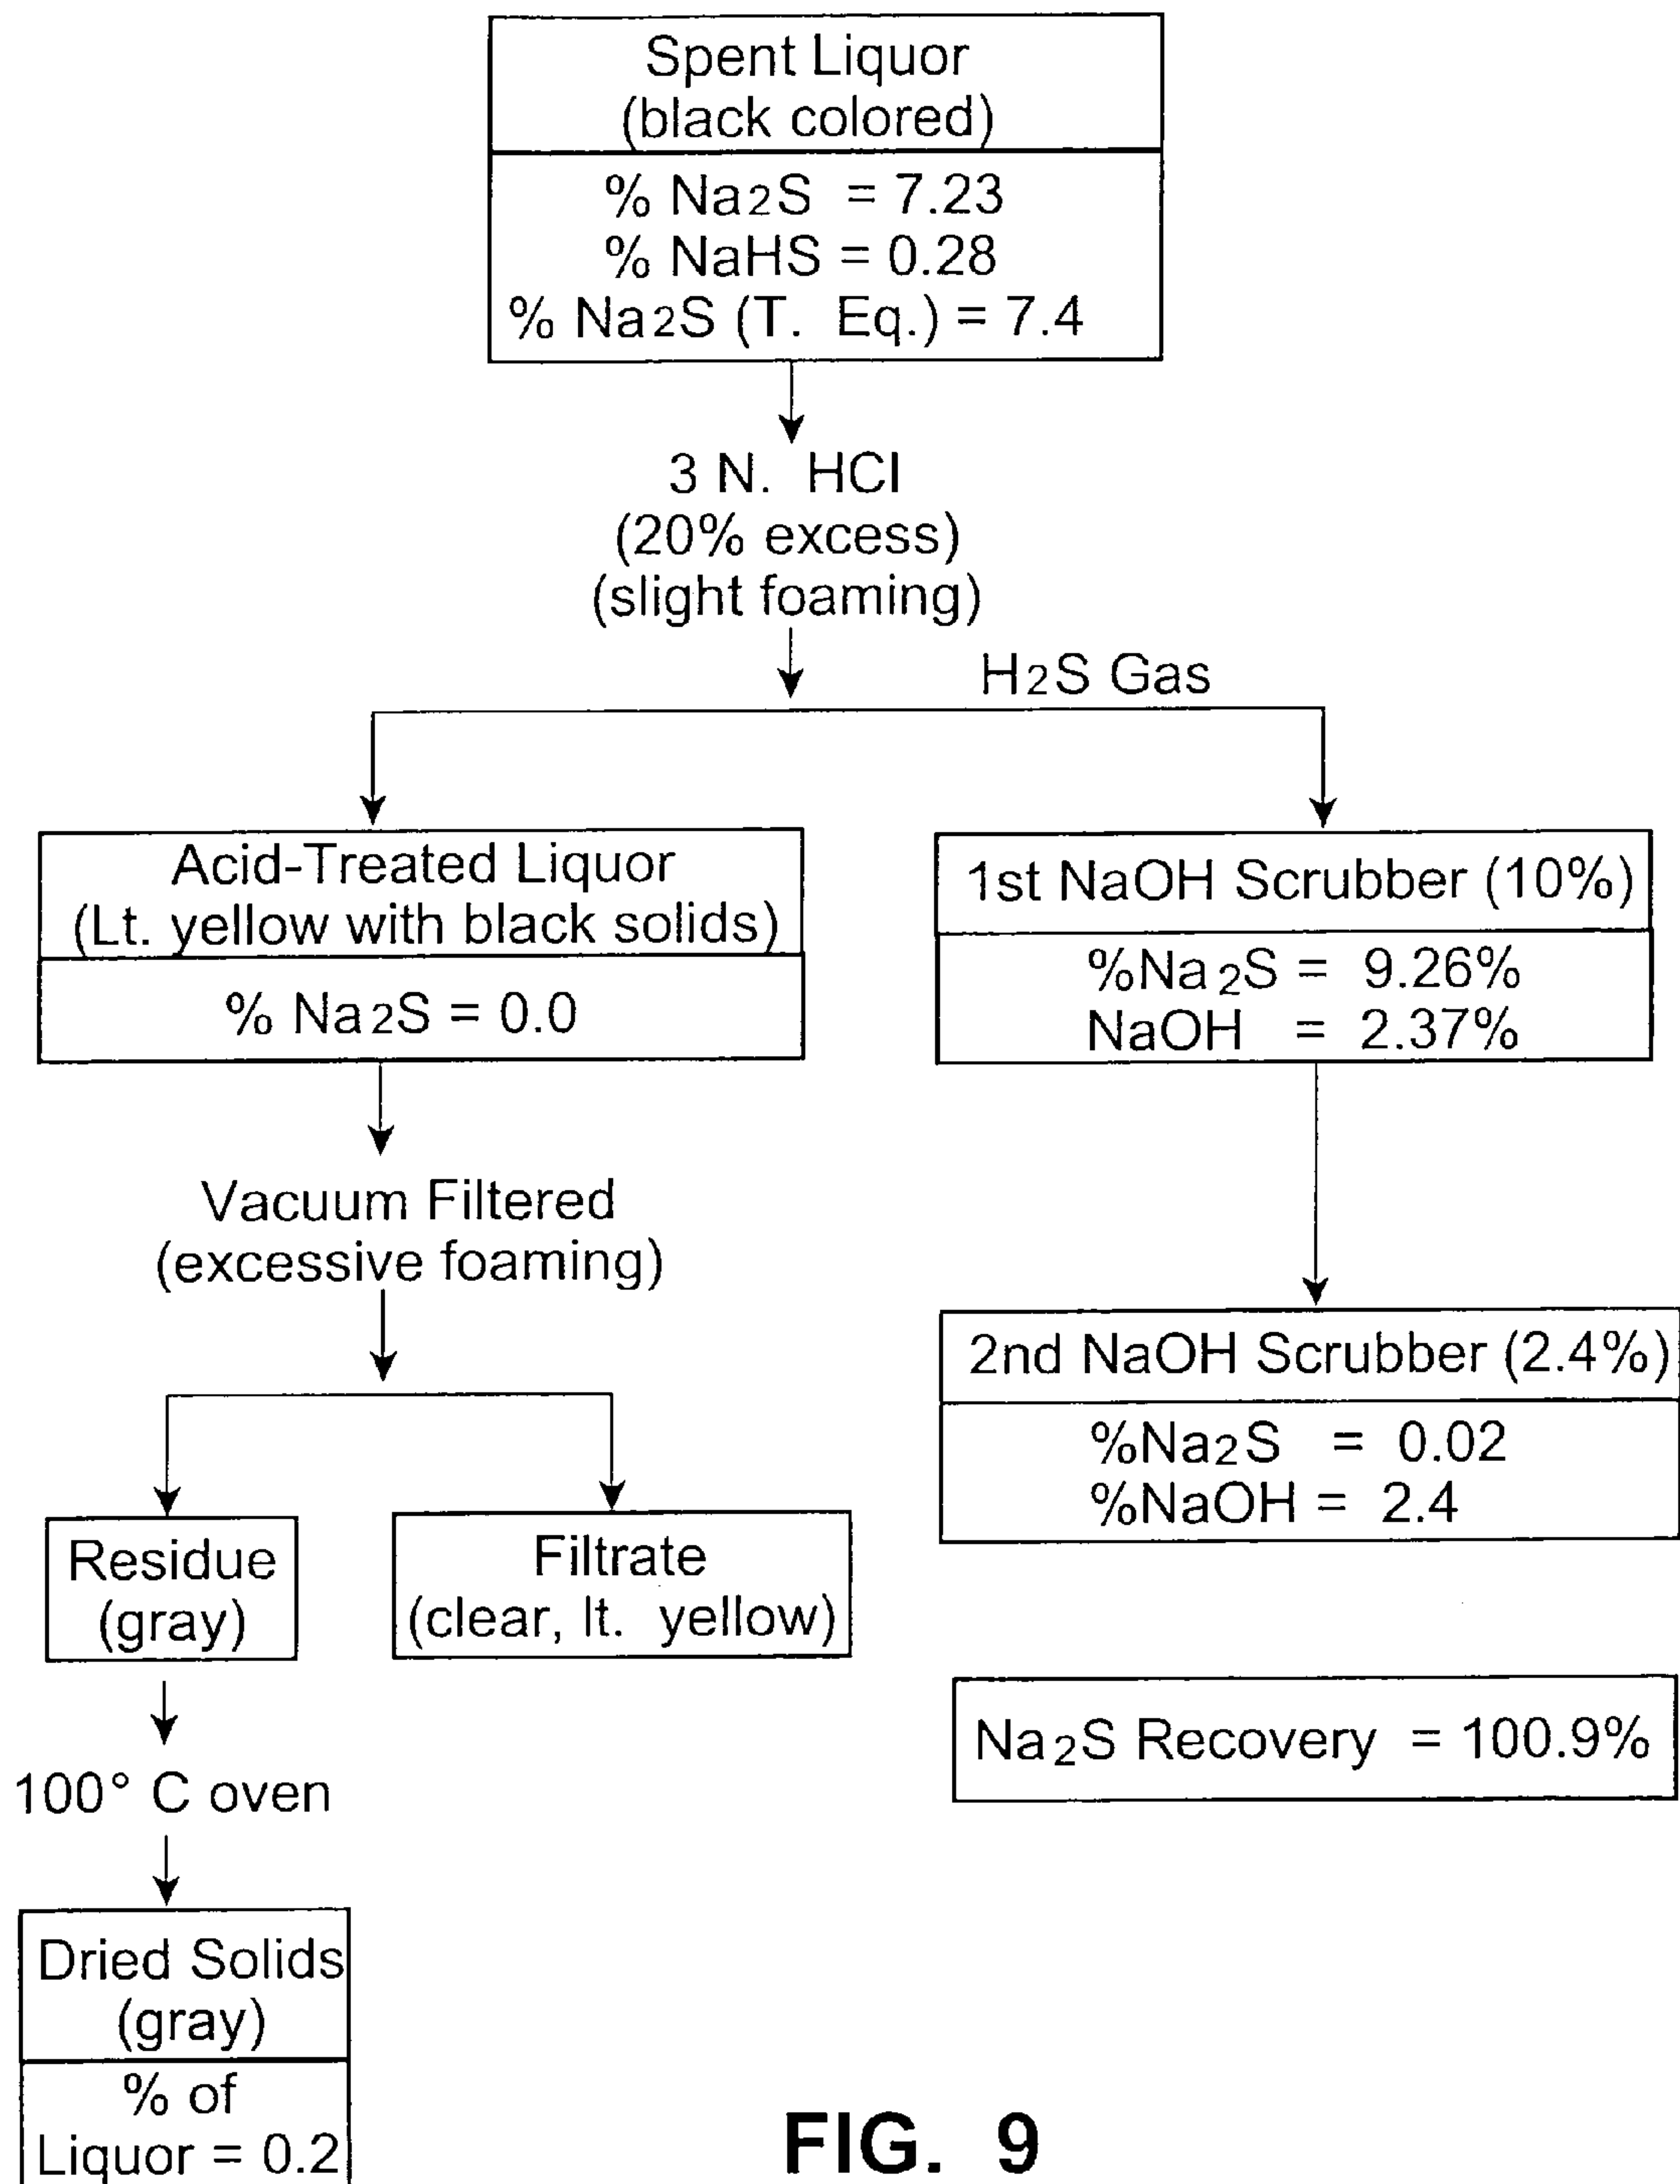 Spent Liquor
(black colored)
% Na2S = 7.23
% NaHS = 0.28
% Na2S (T. Eq.) = 7.4
3 N. HCl
(20% excess)
(slight foaming)
H2S Gas
Acid-Treated Liquor
(Lt. yellow with black solids)
% Na2S = 0.0
1st NaOH Scrubber (10%)
%Na2S = 9.26%
NaOH = 2.37%
Vacuum Filtered
(excessive foaming)
2nd NaOH Scrubber (2.4%)
%Na2S = 0.02
%NaOH = 2.4
Residue
(gray)
Filtrate
(clear, lt. yellow)
Na2S Recovery = 100.9%
100° C oven
Dried Solids
(gray)
% of
Liquor = 0.2
FIG. 9